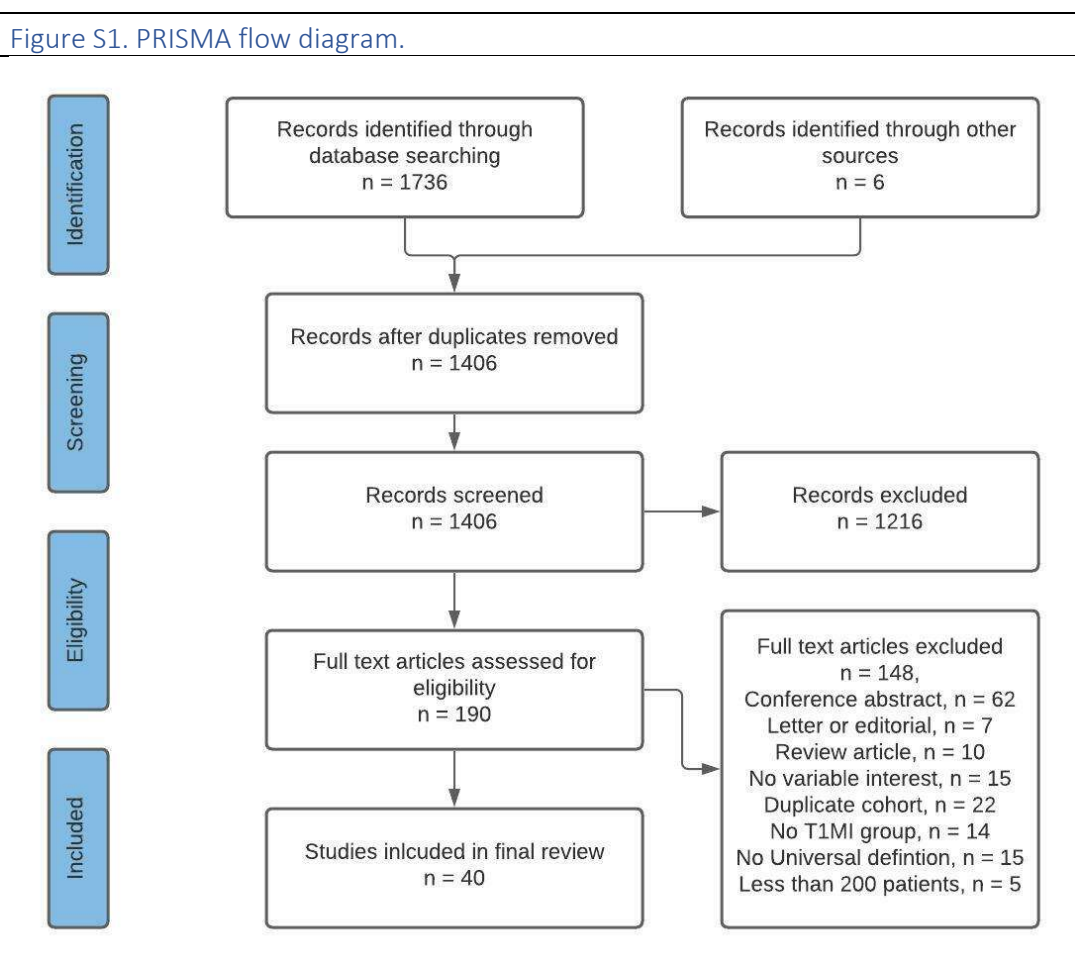 Figure S1. PRISMA flow diagram.
Identification
Records identified through
database searching
n = 1736
Records identified through other
sources
n = 6
Screening
Records after duplicates removed
n = 1406
Records screened
n = 1406
Records excluded
n = 1216
Eligibility
Full text articles assessed for
eligibility
n = 190
Full text articles excluded
n = 148,
Conference abstract, n = 62
Letter or editorial, n = 7
Review article, n = 10
No variable interest, n = 15
Duplicate cohort, n = 22
No T1MI group, n = 14
No Universal defintion, n = 15
Less than 200 patients, n = 5
Included
Studies inlcuded in final review
n = 40